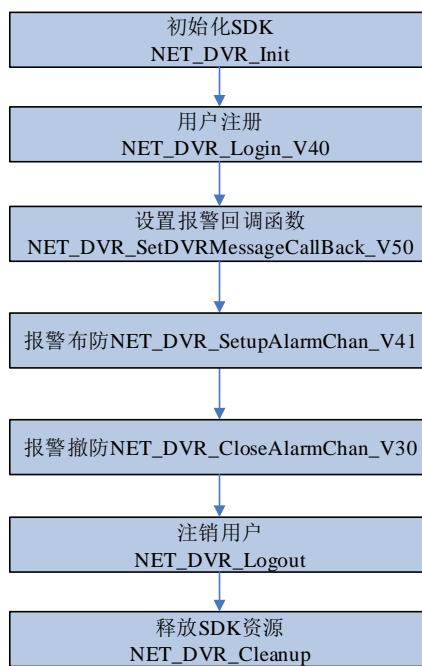 初始化SDK
NET_DVR_Init
用户注册
NET_DVR_Login_V40
设置报警回调函数
NET_DVR_SetDVRMessageCallBack_V50
报警布防NET_DVR_SetupAlarmChan_V41
报警撤防NET_DVR_CloseAlarmChan_V30
注销用户
NET_DVR_Logout
释放SDK资源
NET_DVR_Cleanup